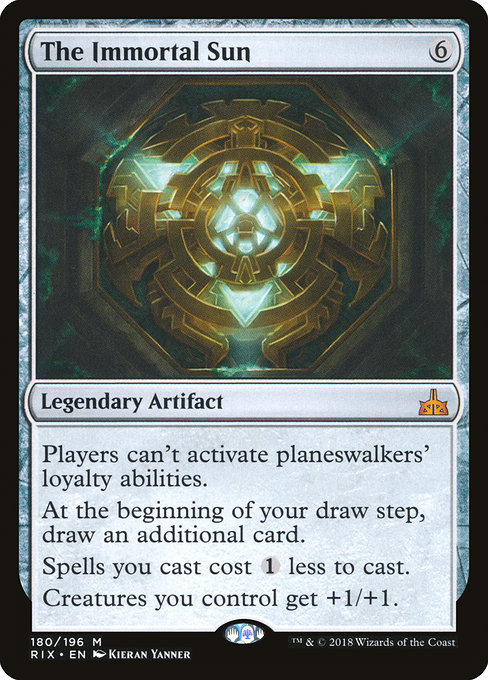 The Immortal Sun 6
Legendary Artifact
Players can't activate planeswalkers'
loyalty abilities.
At the beginning of your draw step,
draw an additional card.
Spells you cast cost 1 less to cast.
Creatures you control get +1/+1.
180/196 M
RIX • EN Kieran Yanner
™ & © 2018 Wizards of the Coast